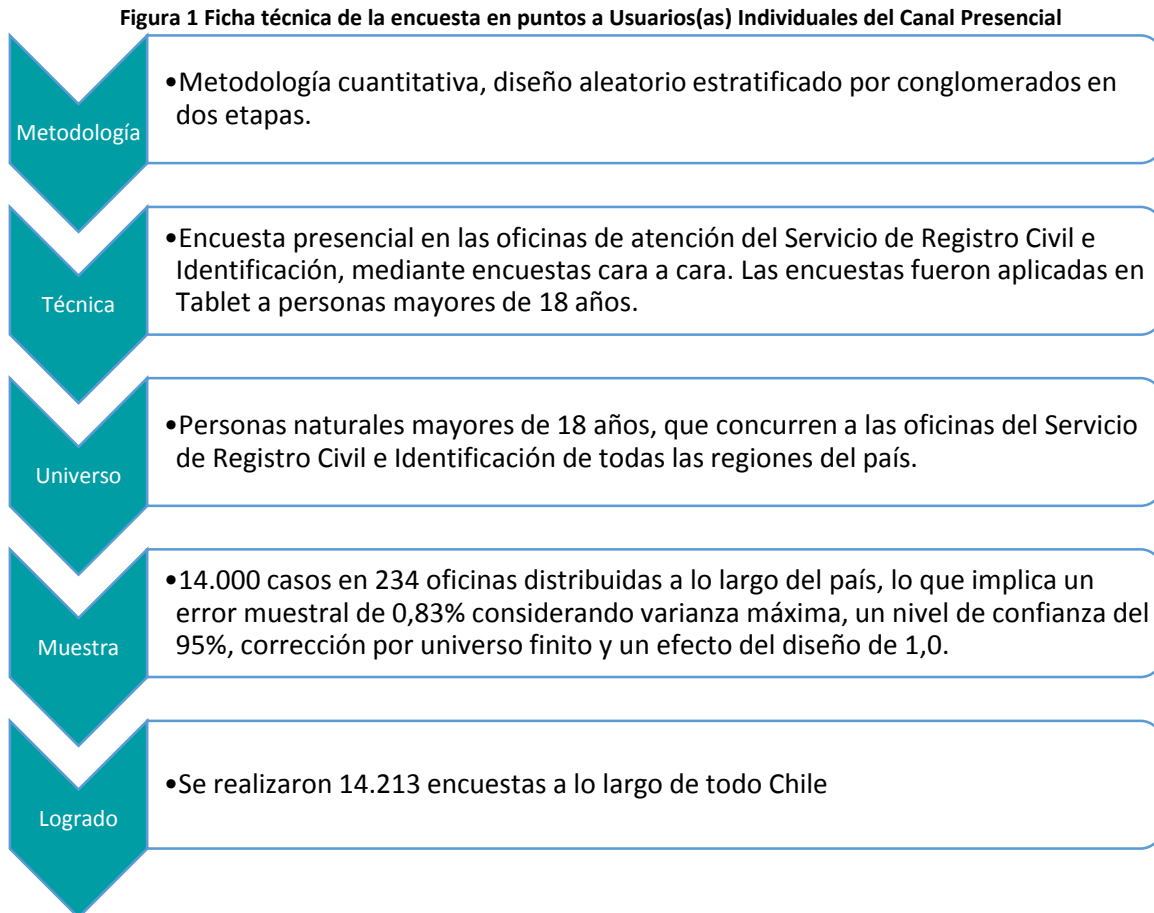 Figura 1 Ficha técnica de la encuesta en puntos a Usuarios(as) Individuales del Canal Presencial
Metodología
•Metodología cuantitativa, diseño aleatorio estratificado por conglomerados en
dos etapas.
Técnica
•Encuesta presencial en las oficinas de atención del Servicio de Registro Civil e
Identificación, mediante encuestas cara a cara. Las encuestas fueron aplicadas en
Tablet a personas mayores de 18 años.
Universo
•Personas naturales mayores de 18 años, que concurren a las oficinas del Servicio
de Registro Civil e Identificación de todas las regiones del país.
Muestra
•14.000 casos en 234 oficinas distribuidas a lo largo del país, lo que implica un
error muestral de 0,83% considerando varianza máxima, un nivel de confianza del
95%, corrección por universo finito y un efecto del diseño de 1,0.
Logrado
•Se realizaron 14.213 encuestas a lo largo de todo Chile